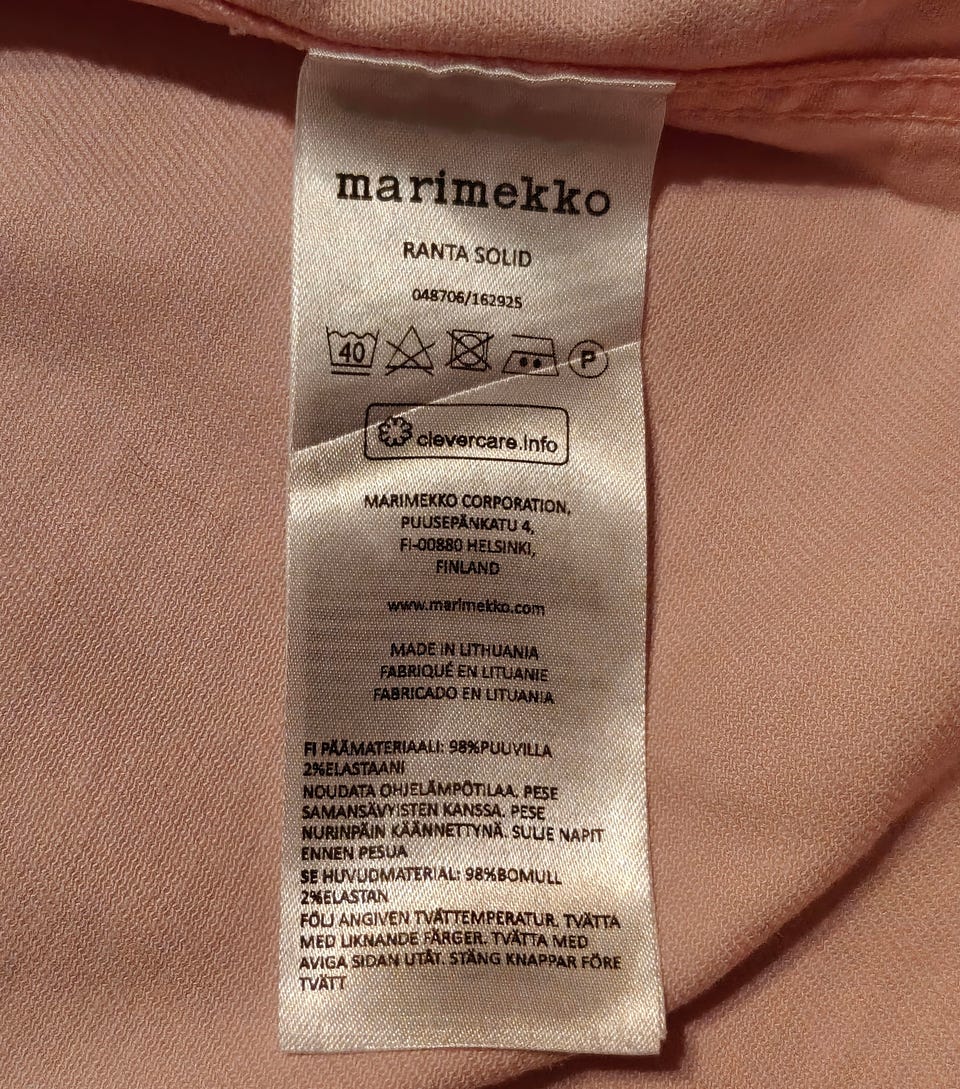 marimekko
RANTA SOLID
048706/162925
40 P
clevercare.info
MARIMEKKO CORPORATION,
PUUSEPÄNKATU 4,
FI-00880 HELSINKI,
FINLAND
www.marimekko.com
MADE IN LITHUANIA
FABRIQUÉ EN LITUANIE
FABRICADO EN LITUANIA
FI PÄÄMATERIAALI: 98%PUUVILLA
2%ELASTAANI
NOUDATA OHJELÄMPÖTILAA. PESE
SAMANSÄVYISTEN KANSSA. PESE
NURINPÄIN KÄÄNNETTYNÄ. SULJE NAPIT
ENNEN PESUA
SE HUVUDMATERIAL: 98%BOMULL
2%ELASTAN
FÖLJ ANGIVEN TVÄTTEMPERATUR. TVÄTTA
MED LIKNANDE FÄRGER. TVÄTTA MED
AVIGA SIDAN UTÅT. STÄNG KNAPPAR FÖRE
TVÄTT